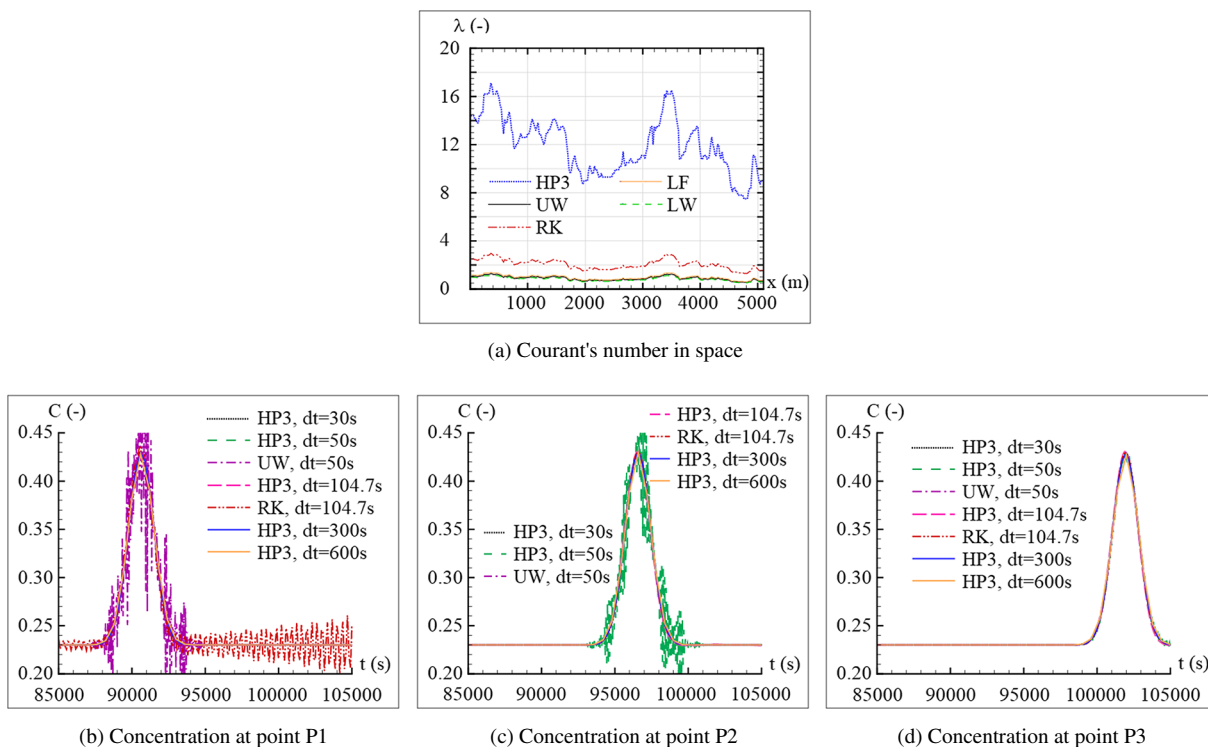 λ (-)
20
16
12
8
4
0
HP3
LF
UW
LW
RK
x (m)
1000 2000 3000 4000 5000
(a) Courant's number in space
C (-)
0.45
0.40
0.35
0.30
0.25
0.20
HP3, dt=30s
HP3, dt=50s
UW, dt=50s
HP3, dt=104.7s
RK, dt=104.7s
HP3, dt=300s
HP3, dt=600s
t (s)
85000 90000 95000 100000 105000
(b) Concentration at point P1
C (-)
0.45
0.40
0.35
0.30
0.25
0.20
HP3, dt=104.7s
RK, dt=104.7s
HP3, dt=300s
HP3, dt=600s
HP3, dt=30s
HP3, dt=50s
UW, dt=50s
t (s)
85000 90000 95000 100000 105000
(c) Concentration at point P2
C (-)
0.45
0.40
0.35
0.30
0.25
0.20
HP3, dt=30s
HP3, dt=50s
UW, dt=50s
HP3, dt=104.7s
RK, dt=104.7s
HP3, dt=300s
HP3, dt=600s
t (s)
85000 90000 95000 100000 105000
(d) Concentration at point P3